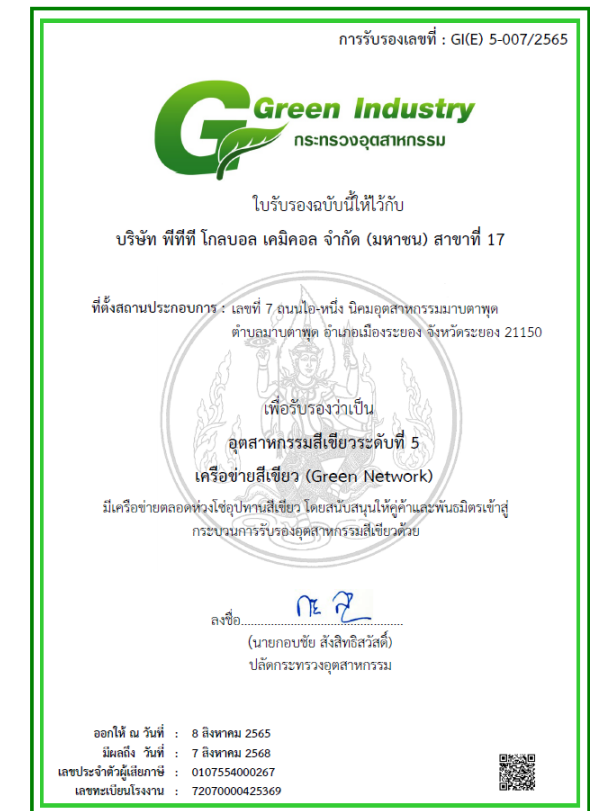 การรับรองเลขที่ : GI(E) 5-007/2565
Green Industry
กระทรวงอุตสาหกรรม
ใบรับรองฉบับนี้ให้ไว้กับ
บริษัท พีทีที โกลบอล เคมิคอล จำกัด (มหาชน) สาขาที่ 17
ที่ตั้งสถานประกอบการ : เลขที่ 7 ถนนไอ-หนึ่ง นิคมอุตสาหกรรมมาบตาพุด
ตำบลมาบตาพุด อำเภอเมืองระยอง จังหวัดระยอง 21150
เพื่อรับรองว่าเป็น
อุตสาหกรรมสีเขียวระดับที่ 5
เครือข่ายสีเขียว (Green Network)
มีเครือข่ายตลอดห่วงโซ่อุปทานสีเขียว โดยสนับสนุนให้คู่ค้าและพันธมิตรเข้าสู่
กระบวนการรับรองอุตสาหกรรมสีเขียวด้วย
ลงชื่อ
(นายกอบชัย สังสิทธิสวัสดิ์)
ปลัดกระทรวงอุตสาหกรรม
ออกให้ ณ วันที่ : 8 สิงหาคม 2565
มีผลถึง วันที่ : 7 สิงหาคม 2568
เลขประจำตัวผู้เสียภาษี : 0107554000267
เลขทะเบียนโรงงาน : 72070000425369